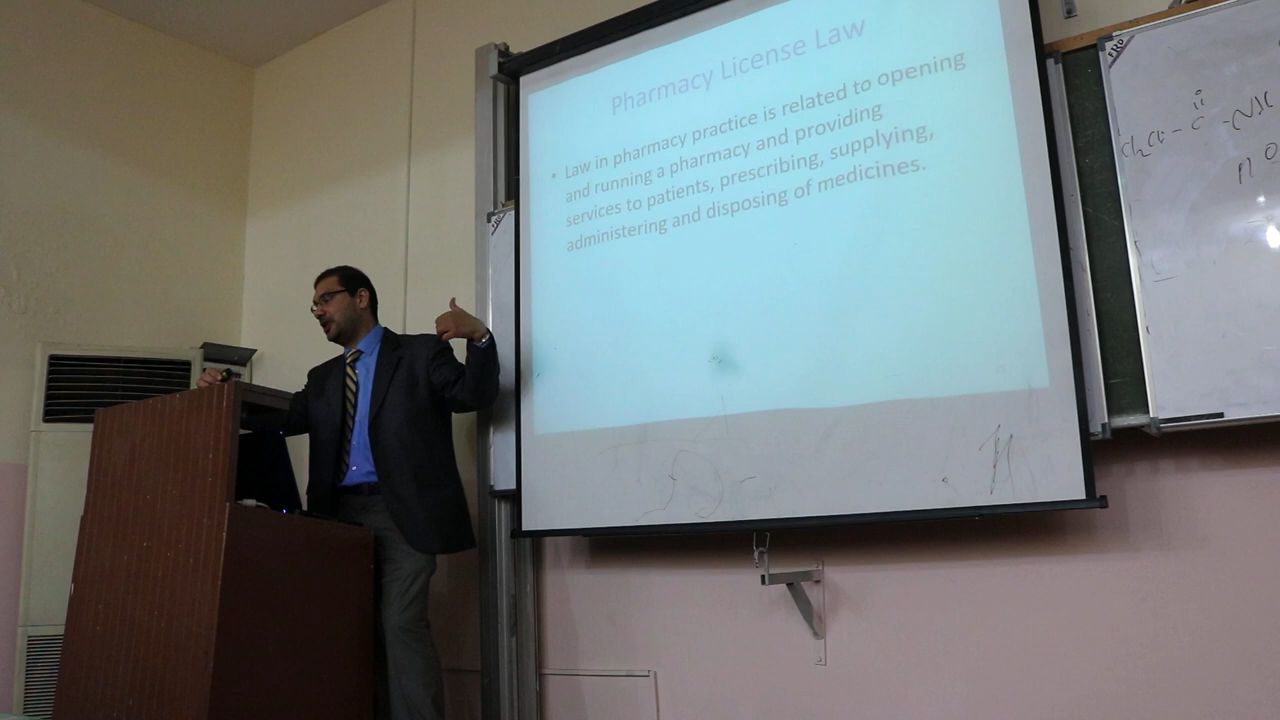 Pharmacy License Law
• Law in pharmacy practice is related to opening
and running a pharmacy and providing
services to patients, prescribing, supplying,
administering and disposing of medicines.